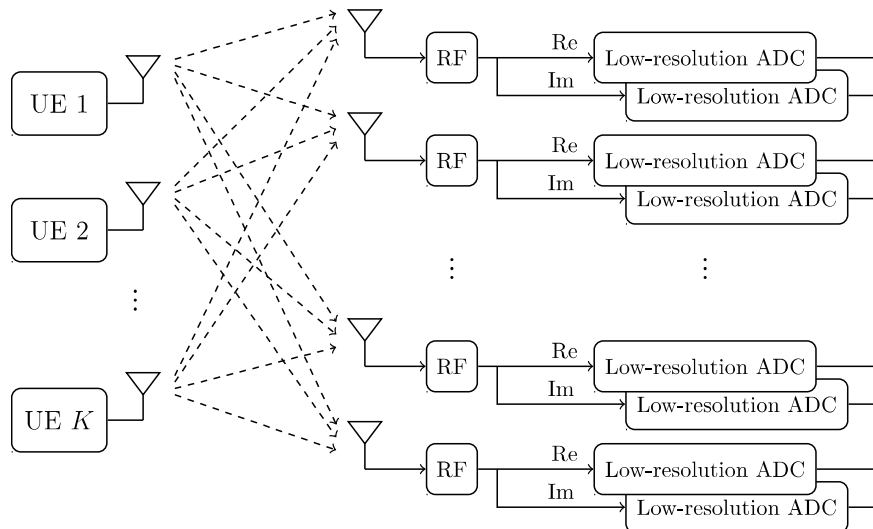 UE 1
UE 2
⋮
UE K
RF
Re
Im
Low-resolution ADC
Low-resolution ADC
RF
Re
Im
Low-resolution ADC
Low-resolution ADC
⋮
⋮
RF
Re
Im
Low-resolution ADC
Low-resolution ADC
RF
Re
Im
Low-resolution ADC
Low-resolution ADC